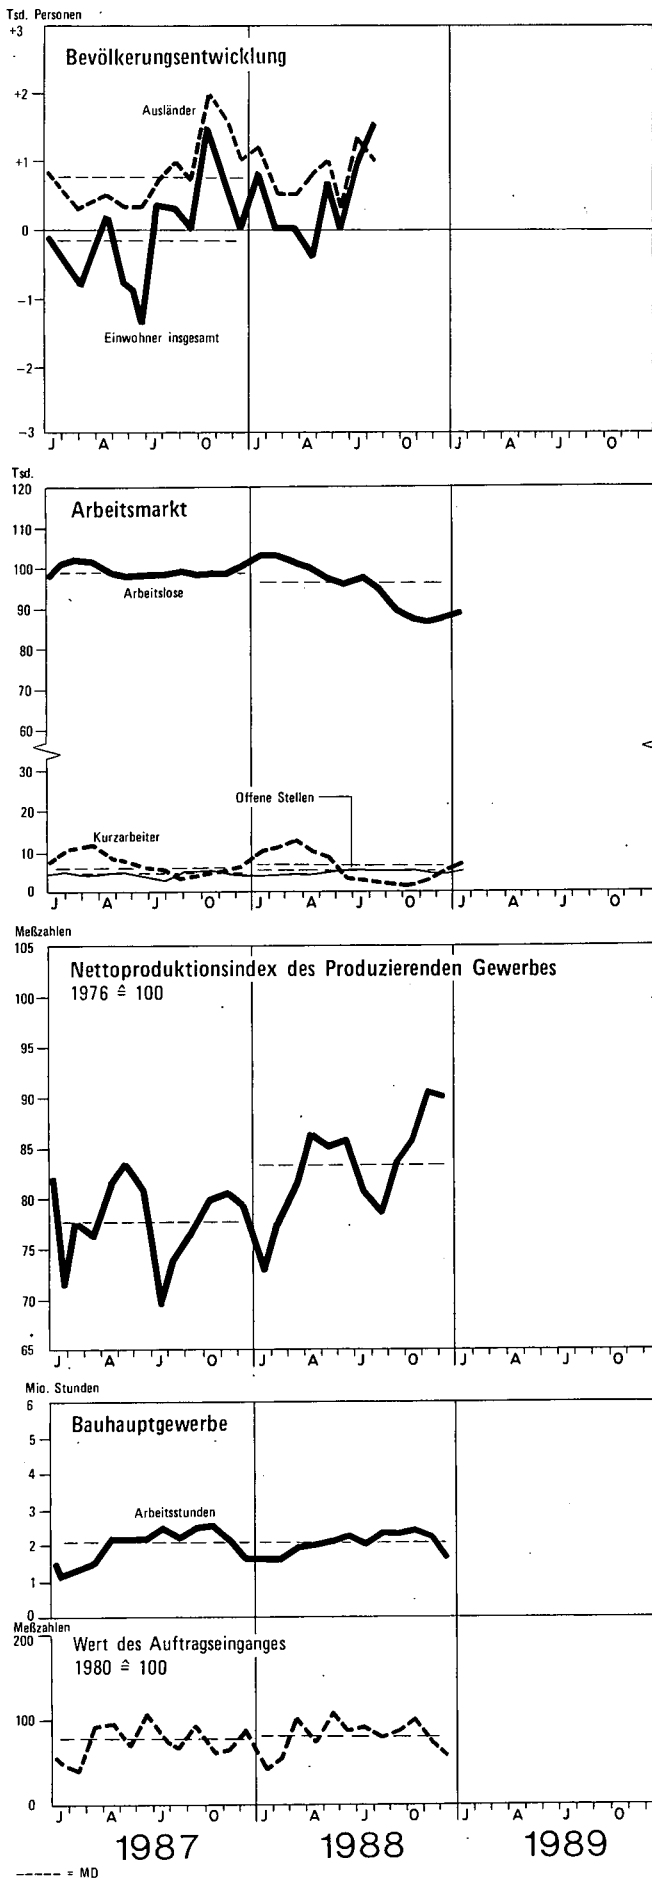 Tsd. Personen
+3
Bevölkerungsentwicklung
+2
Ausländer
+1
0
-1
Einwohner insgesamt
-2
-3
J A J O J A J O J A J O
Tsd.
120
Arbeitsmarkt
110
100
Arbeitslose
90
80
70
60
30
Offene Stellen
20
Kurzarbeiter
10
0
J A J O J A J O J A J O
Meßzahlen
105
Nettoproduktionsindex des Produzierenden Gewerbes
1976 ≙ 100
100
95
90
85
80
75
70
65
J A J O J A J O J A J O
Mio. Stunden
6
Bauhauptgewerbe
5
4
3
Arbeitsstunden
2
1
0
Meßzahlen
200
Wert des Auftragseinganges
1980 ≙ 100
100
0
J A J O J A J O J A J O
1987 1988 1989
----- = MD